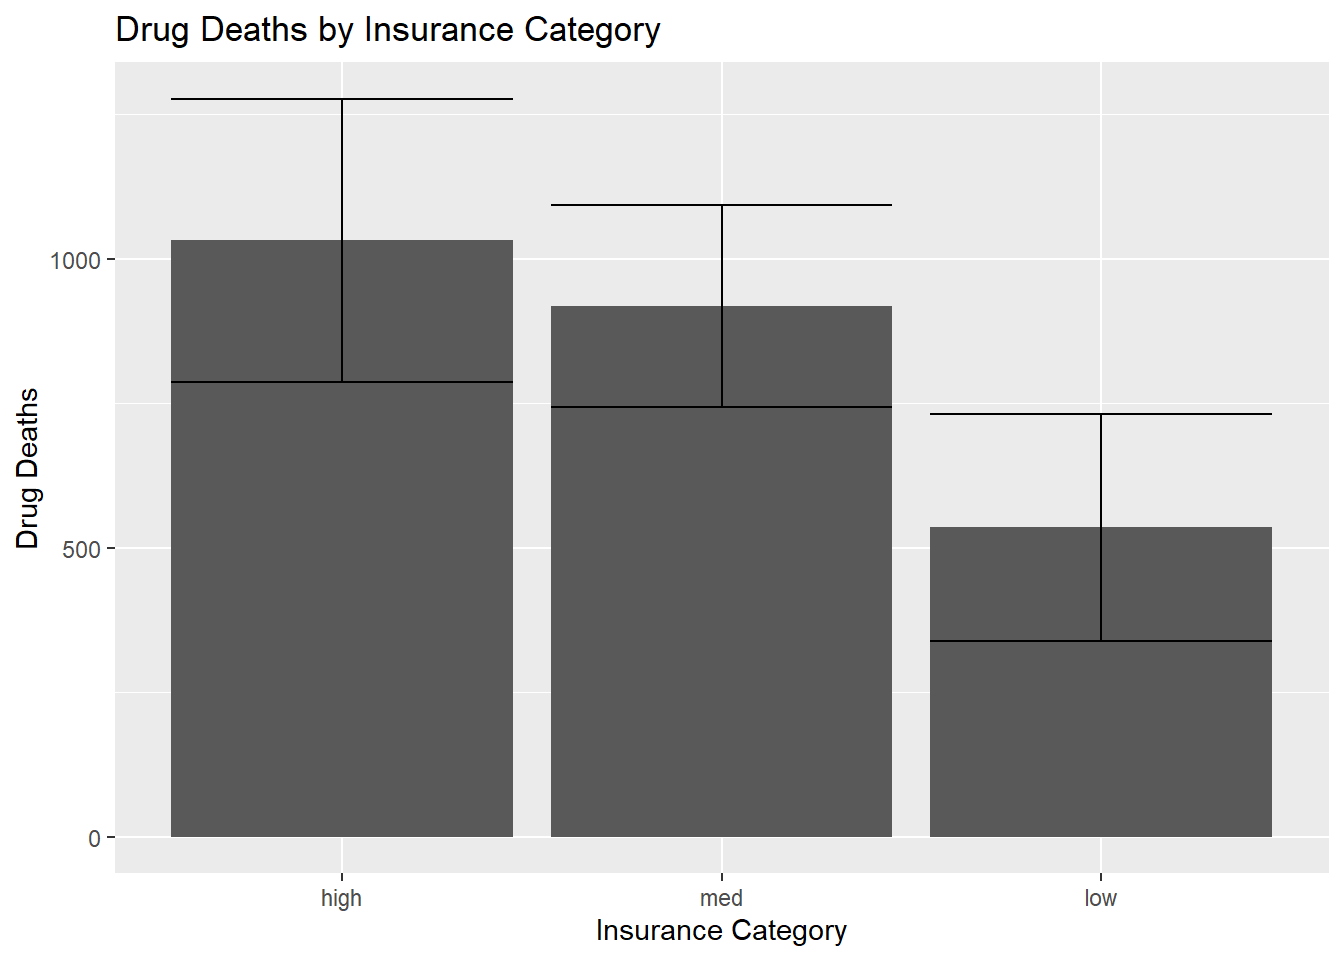 Drug Deaths by Insurance Category
Drug Deaths
1000
500
0
high
med
low
Insurance Category